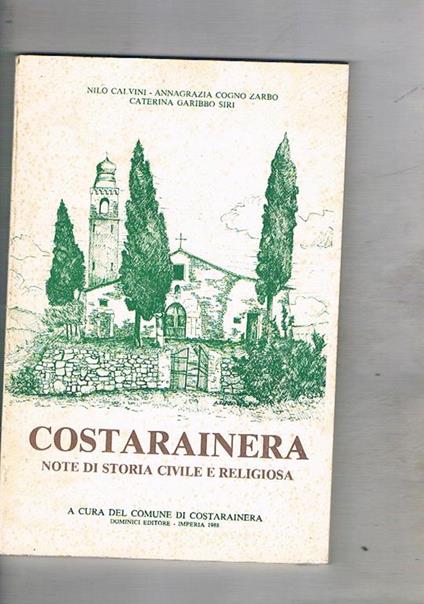 NILO CALVINI - ANNAGRAZIA COGNO ZARBO
CATERINA GARIBBO SIRI
COSTARAINERA
NOTE DI STORIA CIVILE E RELIGIOSA
A CURA DEL COMUNE DI COSTARAINERA
DOMINICI EDITORE - IMPERIA 1988